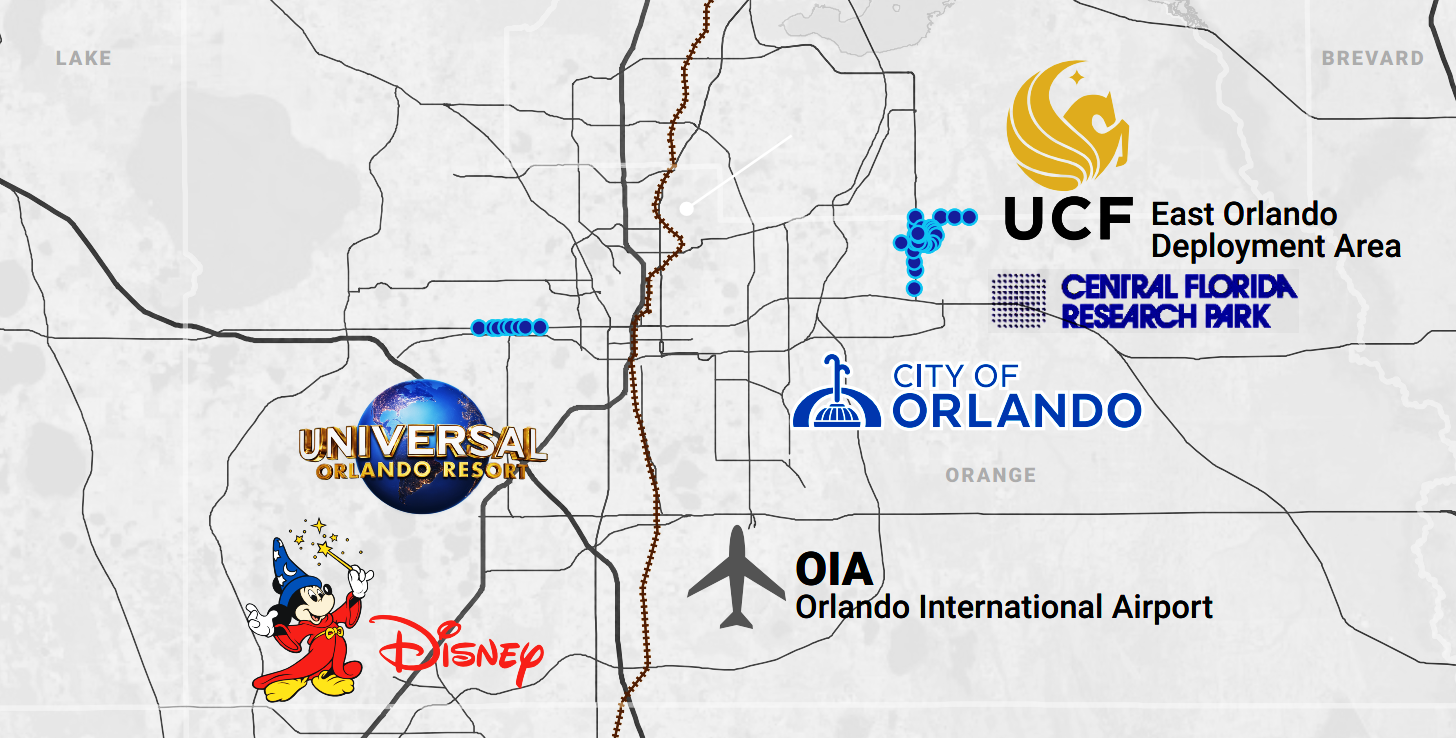 LAKE
BREVARD
UCF
East Orlando
Deployment Area
CENTRAL FLORIDA
RESEARCH PARK
CITY OF
ORLANDO
UNIVERSAL
ORLANDO RESORT
ORANGE
OIA
Orlando International Airport
DISNEY